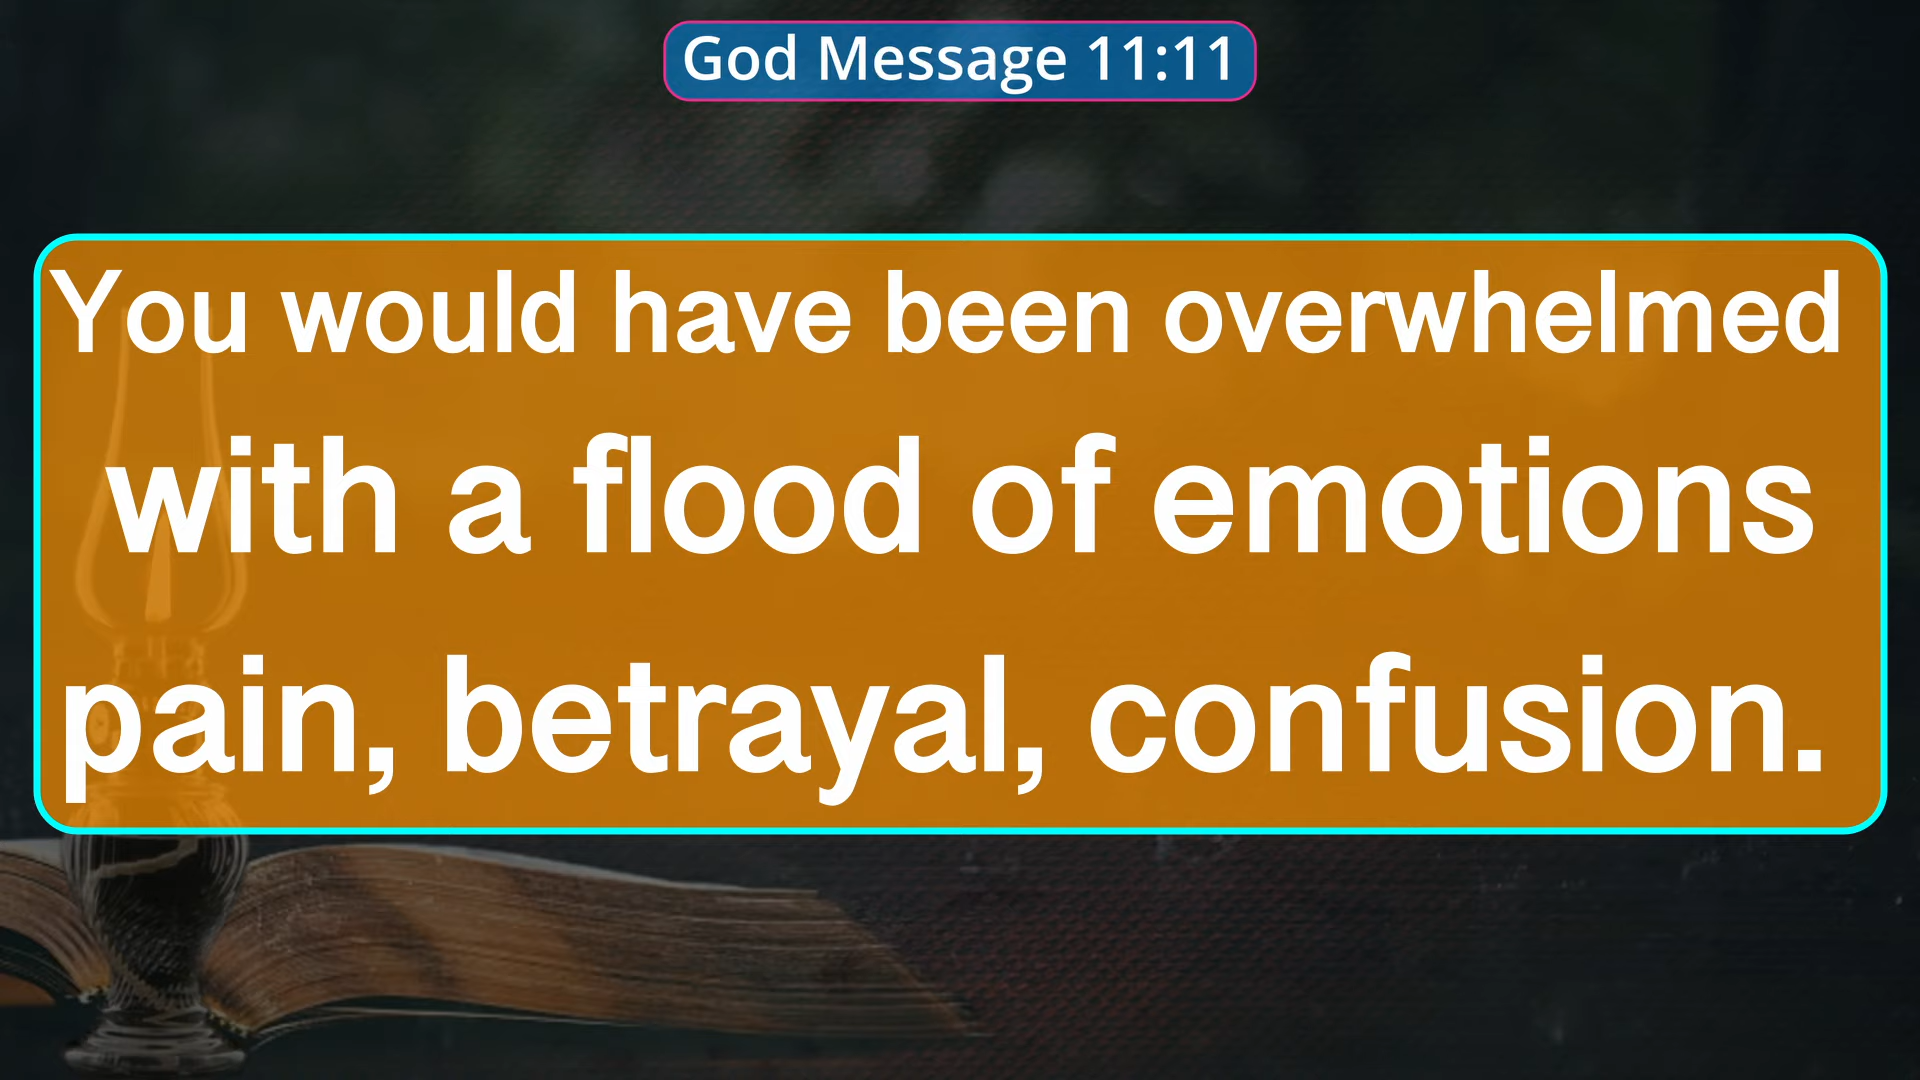 God Message 11:11
You would have been overwhelmed
with a flood of emotions
pain, betrayal, confusion.